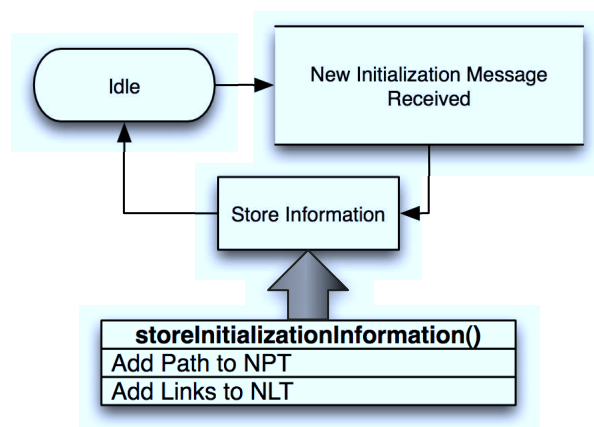 Idle
New Initialization Message
Received
Store Information
storeInitializationInformation()
Add Path to NPT
Add Links to NLT